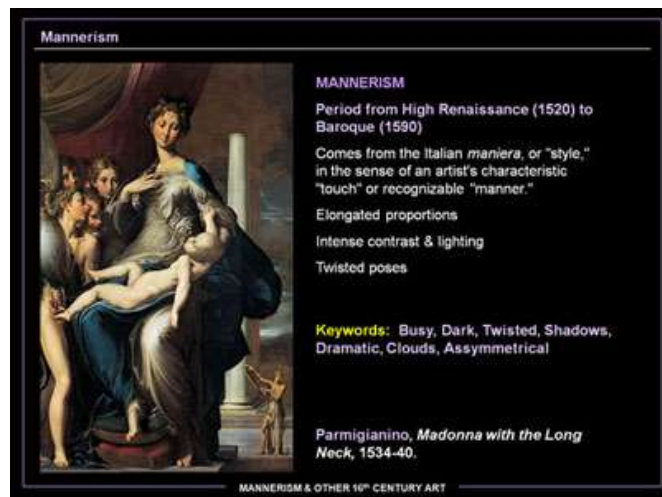 Mannerism
MANNERISM
Period from High Renaissance (1520) to
Baroque (1590)
Comes from the Italian maniera, or "style,"
in the sense of an artist's characteristic
"touch" or recognizable "manner."
Elongated proportions
Intense contrast & lighting
Twisted poses
Keywords: Busy, Dark, Twisted, Shadows,
Dramatic, Clouds, Assymmetrical
Parmigianino, Madonna with the Long
Neck, 1534-40.
MANNERISM & OTHER 16th CENTURY ART